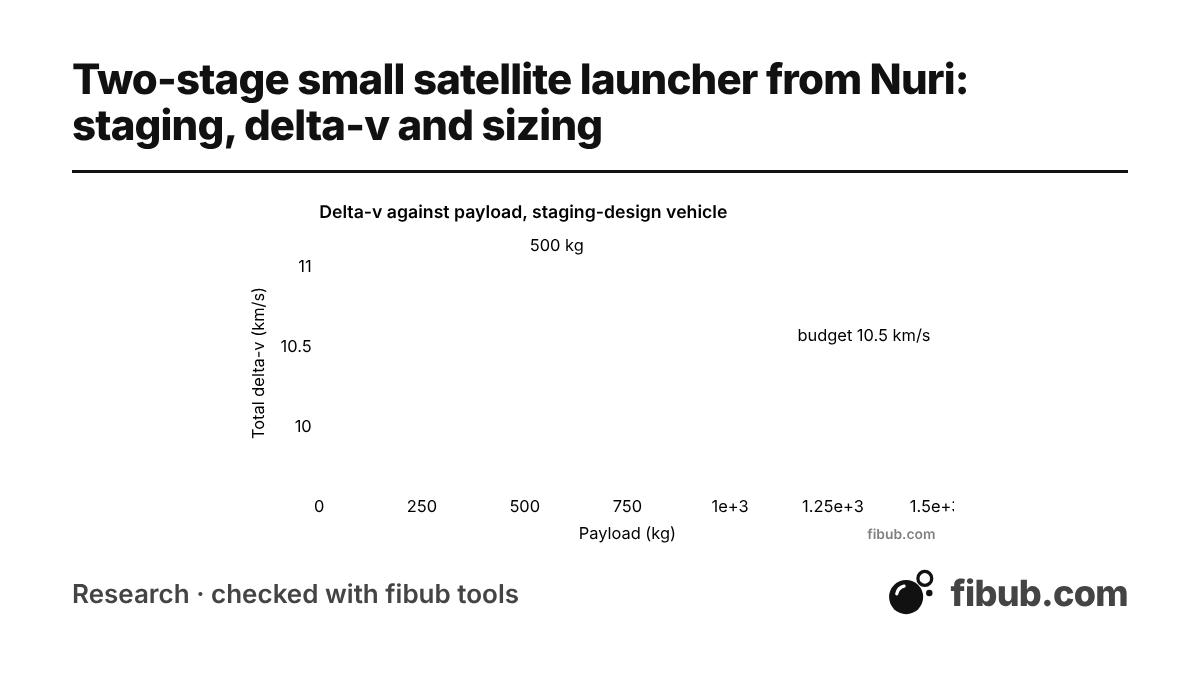 Two-stage small satellite launcher from Nuri:
staging, delta-v and sizing
Delta-v against payload, staging-design vehicle
500 kg
11
budget 10.5 km/s
10.5
Total delta-v (km/s)
10
0 250 500 750 1e+3 1.25e+3 1.5e+
Payload (kg)
fibub.com
Research · checked with fibub tools
fibub.com